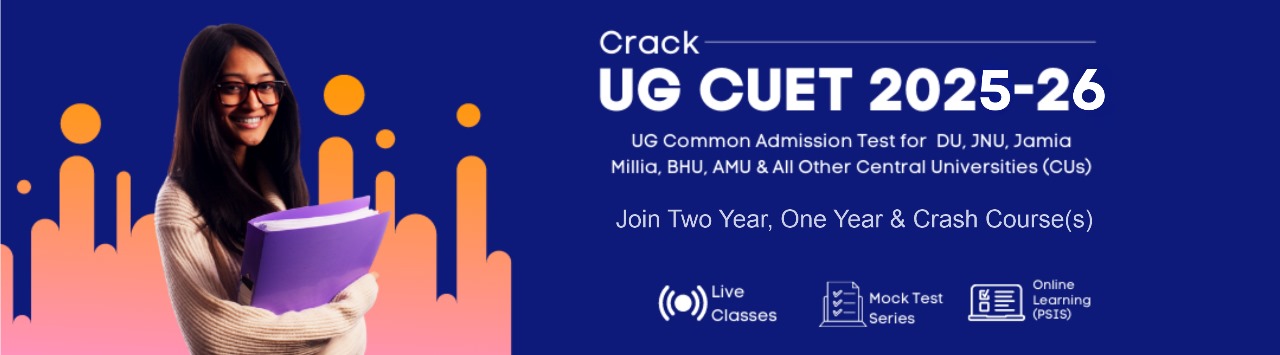 Crack
UG CUET 2025-26
UG Common Admission Test for DU, JNU, Jamia
Millia, BHU, AMU & All Other Central Universities (CUs)
Join Two Year, One Year & Crash Course(s)
Live
Classes
Mock Test
Series
Online
Learning
(PSIS)